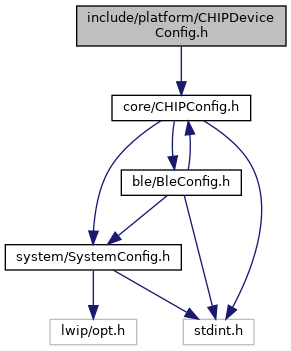 include/platform/CHIPDevice
Config.h
core/CHIPConfig.h
ble/BleConfig.h
system/SystemConfig.h
lwip/opt.h
stdint.h